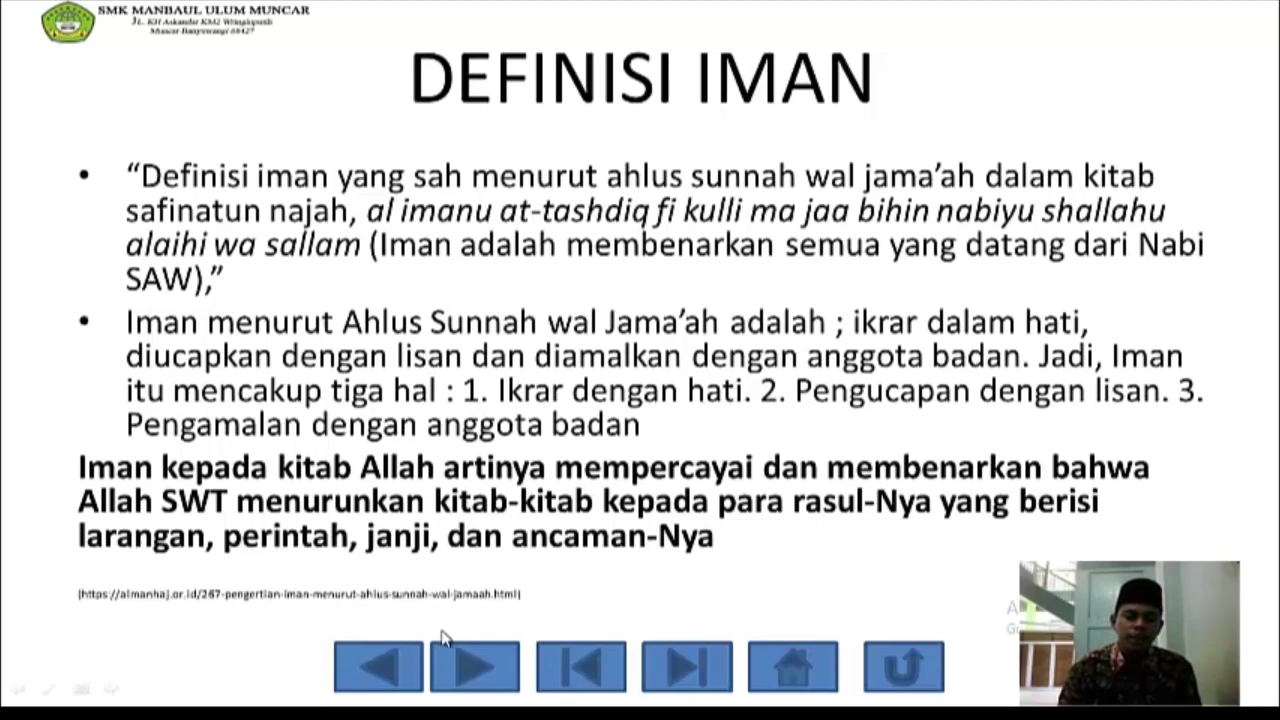 SMK MANBAUL ULUM MUNCAR
JL. KH Askandar KM2 Wringinputih
Muncar Banyuwangi 68427
DEFINISI IMAN
• “Definisi iman yang sah menurut ahlus sunnah wal jama’ah dalam kitab
safinatun najah, al imanu at-tashdiq fi kulli ma jaa bihin nabiyu shallahu
alaihi wa sallam (Iman adalah membenarkan semua yang datang dari Nabi
SAW),”
• Iman menurut Ahlus Sunnah wal Jama’ah adalah ; ikrar dalam hati,
diucapkan dengan lisan dan diamalkan dengan anggota badan. Jadi, Iman
itu mencakup tiga hal : 1. Ikrar dengan hati. 2. Pengucapan dengan lisan. 3.
Pengamalan dengan anggota badan
Iman kepada kitab Allah artinya mempercayai dan membenarkan bahwa
Allah SWT menurunkan kitab-kitab kepada para rasul-Nya yang berisi
larangan, perintah, janji, dan ancaman-Nya
(https://almanhaj.or.id/267-pengertian-iman-menurut-ahlus-sunnah-wal-jamaah.html)